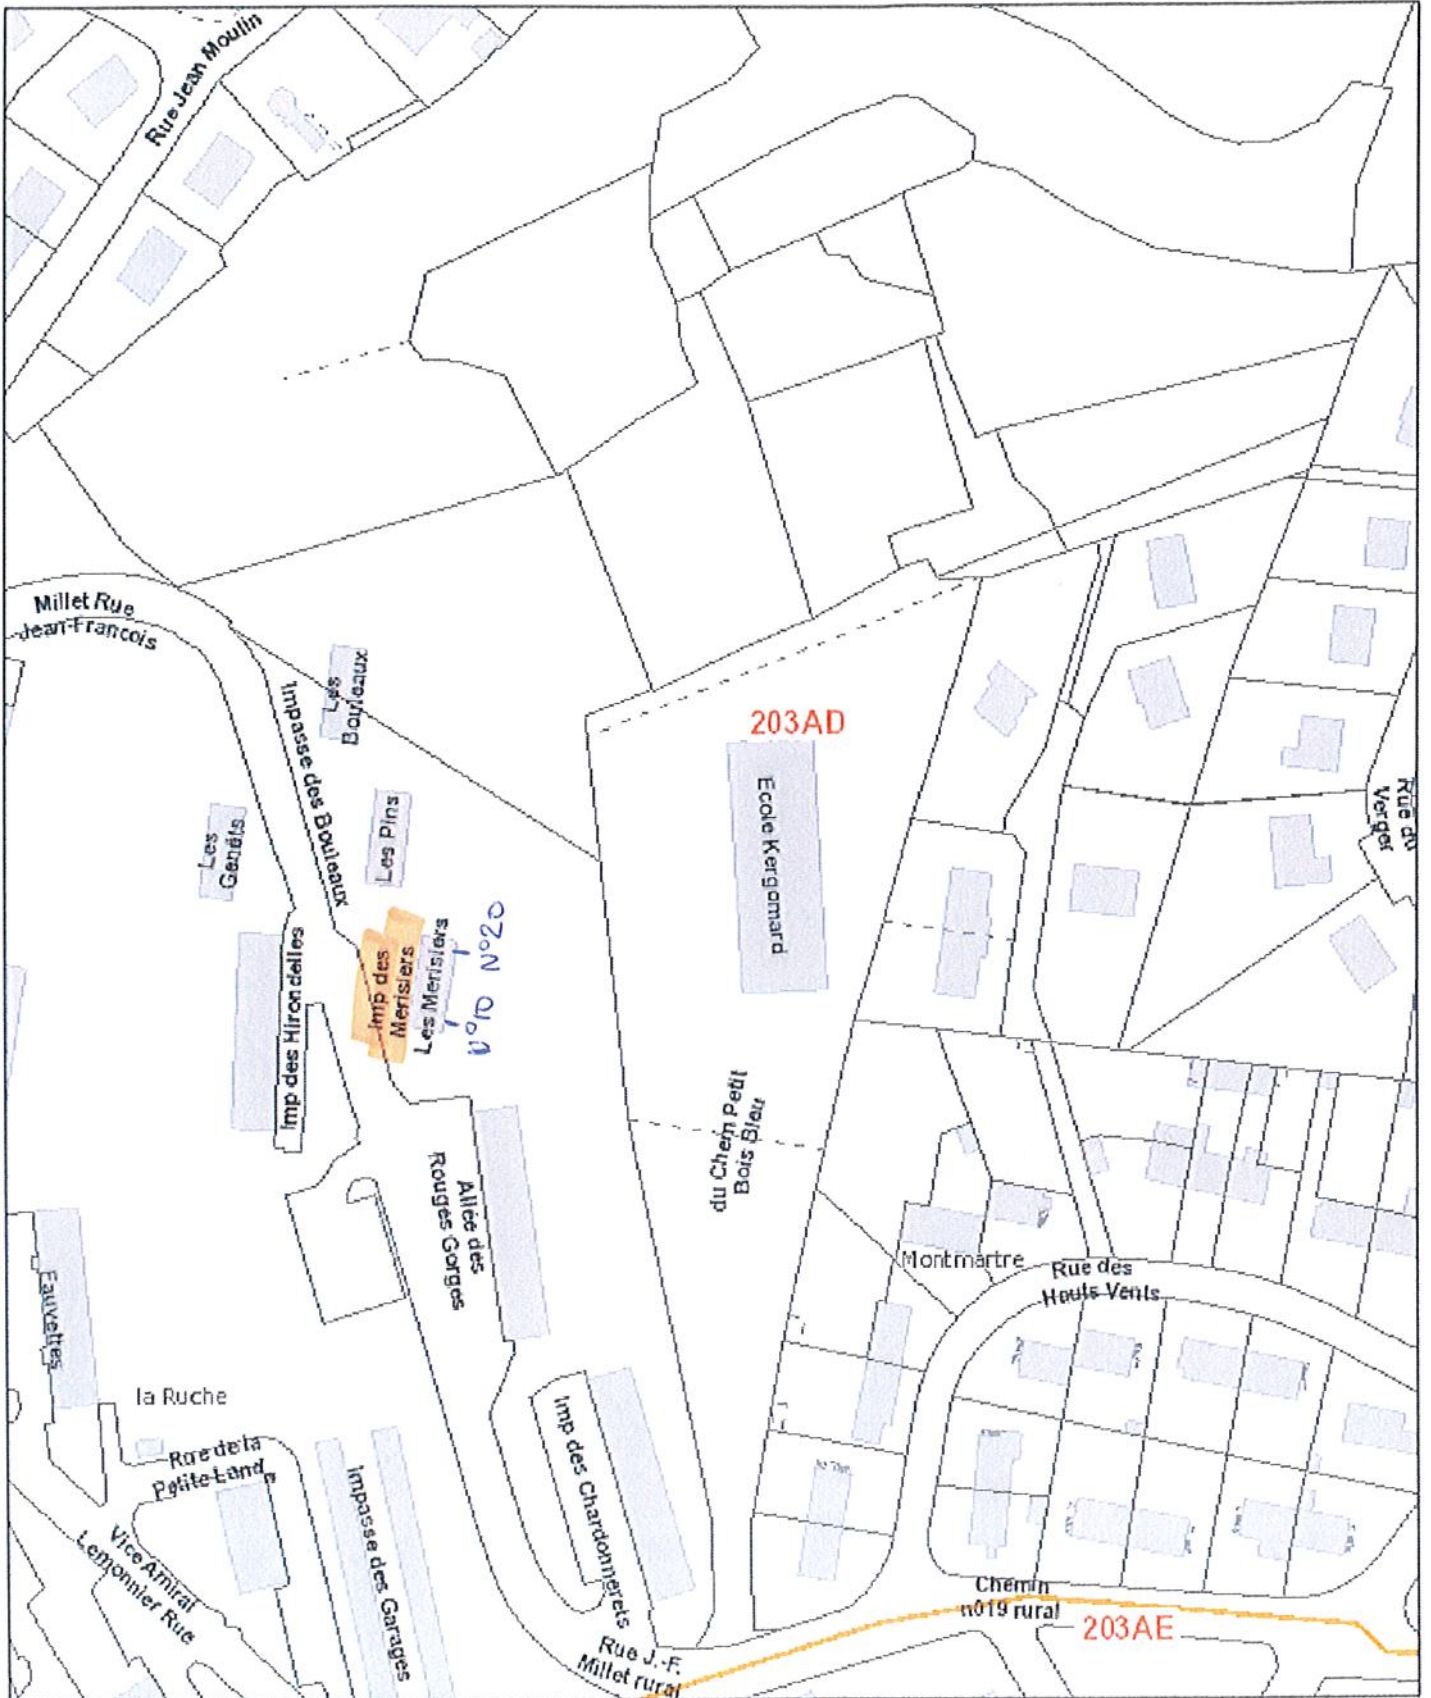 Rue Jean Moulin
Millet Rue
Jean-Francois
Les
Bouleaux
Impasse des Bouleaux
203AD
Ecole Kergomard
Rue du
Verger
Les Pins
Les
Genêts
Imp des
Merisiers
Les Merisiers
N°20
N°10
Imp des Hirondelles
du Chem Petit
Bois Bleu
Allée des
Rouges Gorges
Montmartre
Rue des
Hauts Vents
Fauvettes
la Ruche
Rue de la
Petite Land
Imp des Chardonnerets
Impasse des Garages
Vice Amiral
Lemonnier Rue
Chemin
n019 rural
203AE
Rue J.-F.
Millet rural